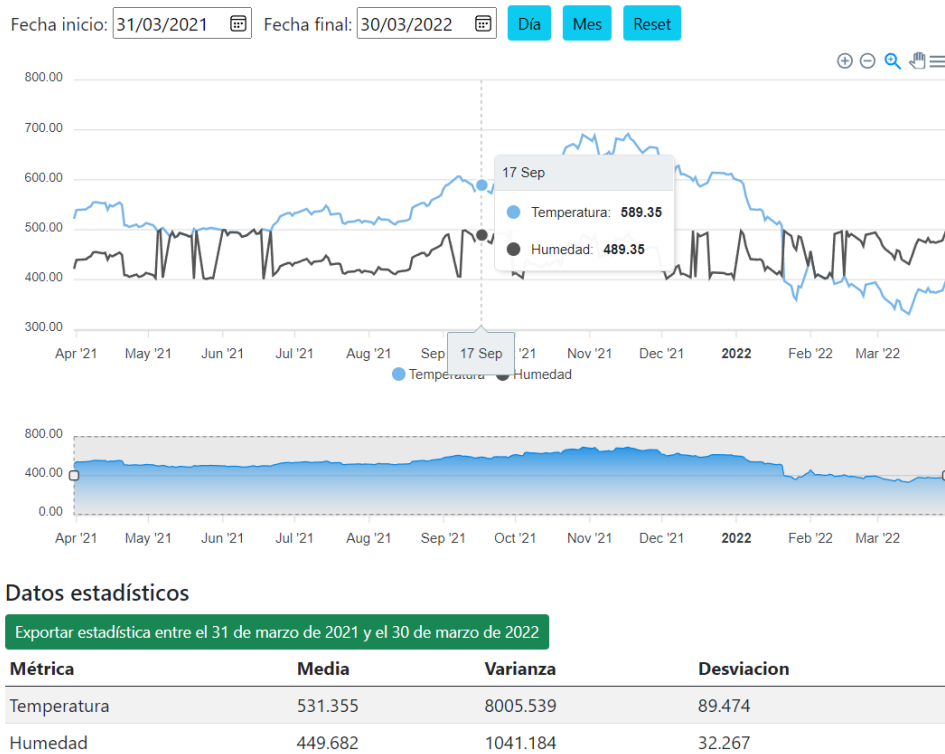 Fecha inicio: 31/03/2021 Fecha final: 30/03/2022 Día Mes Reset
800.00
700.00
600.00
500.00
400.00
300.00
17 Sep
Temperatura: 589.35
Humedad: 489.35
Apr '21 May '21 Jun '21 Jul '21 Aug '21 Sep 17 Sep '21 Nov '21 Dec '21 2022 Feb '22 Mar '22
Temperatura Humedad
800.00
400.00
0.00
Apr '21 May '21 Jun '21 Jul '21 Aug '21 Sep '21 Oct '21 Nov '21 Dec '21 2022 Feb '22 Mar '22
Datos estadísticos
Exportar estadística entre el 31 de marzo de 2021 y el 30 de marzo de 2022
Métrica Media Varianza Desviacion
Temperatura 531.355 8005.539 89.474
Humedad 449.682 1041.184 32.267